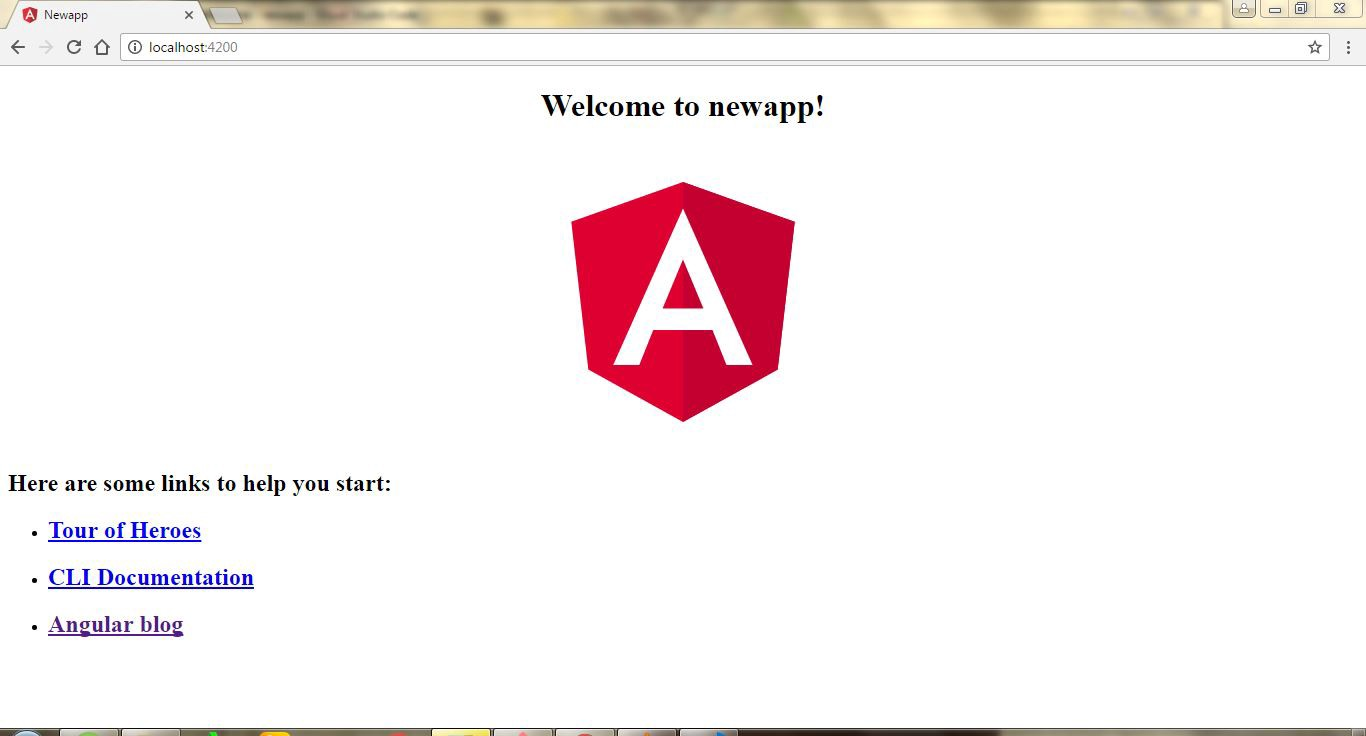 Newapp
localhost:4200
Welcome to newapp!
A
Here are some links to help you start:
Tour of Heroes
CLI Documentation
Angular blog